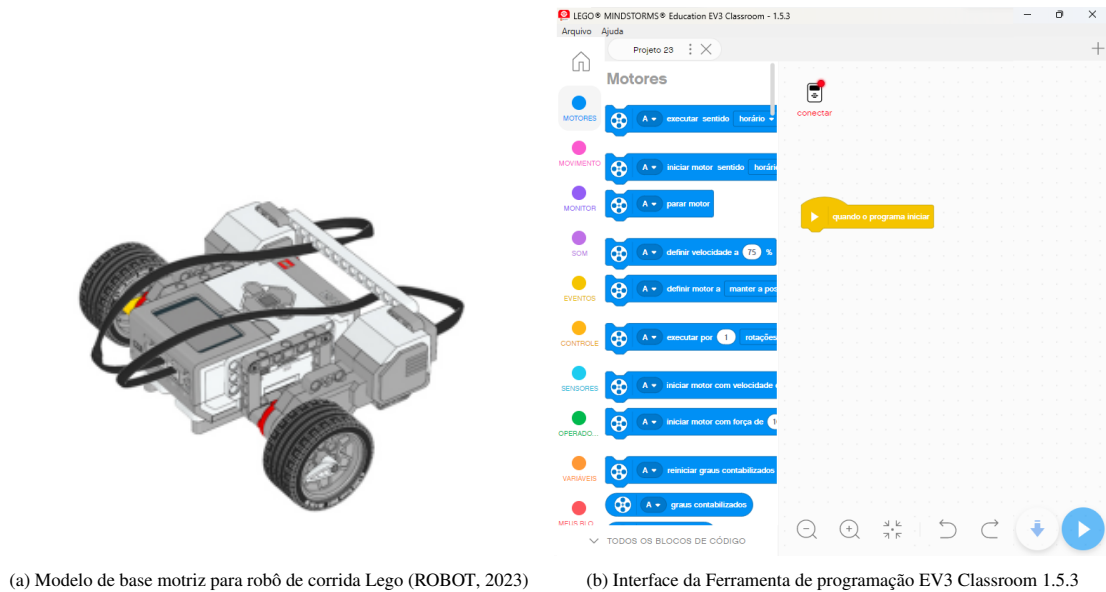 LEGO® MINDSTORMS® Education EV3 Classroom - 1.5.3
Arquivo Ajuda
Projeto 23
Motores
MOTORES
MOVIMENTO
MONITOR
SOM
EVENTOS
CONTROLE
SENSORES
OPERADO...
VARIÁVEIS
MEUS BLO...
A executar sentido horário
A iniciar motor sentido horári
A parar motor
A definir velocidade a 75 %
A definir motor a manter a pos
A executar por 1 rotações
A iniciar motor com velocidade
A iniciar motor com força de
A reiniciar graus contabilizados
A graus contabilizados
TODOS OS BLOCOS DE CÓDIGO
conectar
quando o programa iniciar
(a) Modelo de base motriz para robô de corrida Lego (ROBOT, 2023)
(b) Interface da Ferramenta de programação EV3 Classroom 1.5.3